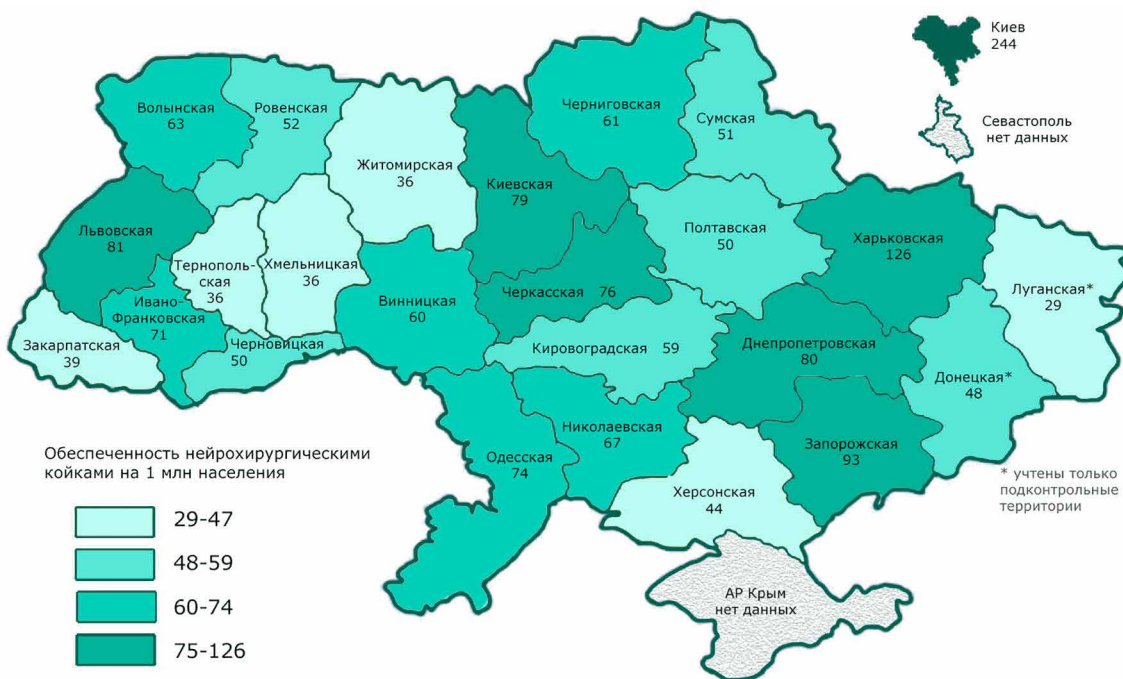 Киев
244
Севастополь
нет данных
Волынская
63
Ровенская
52
Житомирская
36
Киевская
79
Черниговская
61
Сумская
51
Львовская
81
Тернополь-
ская
36
Хмельницкая
36
Винницкая
60
Черкасская 76
Полтавская
50
Харьковская
126
Луганская*
29
Закарпатская
39
Ивано-
Франковская
71
Черновицкая
50
Кировоградская 59
Днепропетровская
80
Донецкая*
48
Одесская
74
Николаевская
67
Херсонская
44
Запорожская
93
АР Крым
нет данных
* учтены только
подконтрольные
территории
Обеспеченность нейрохирургическими
койками на 1 млн населения
29-47
48-59
60-74
75-126